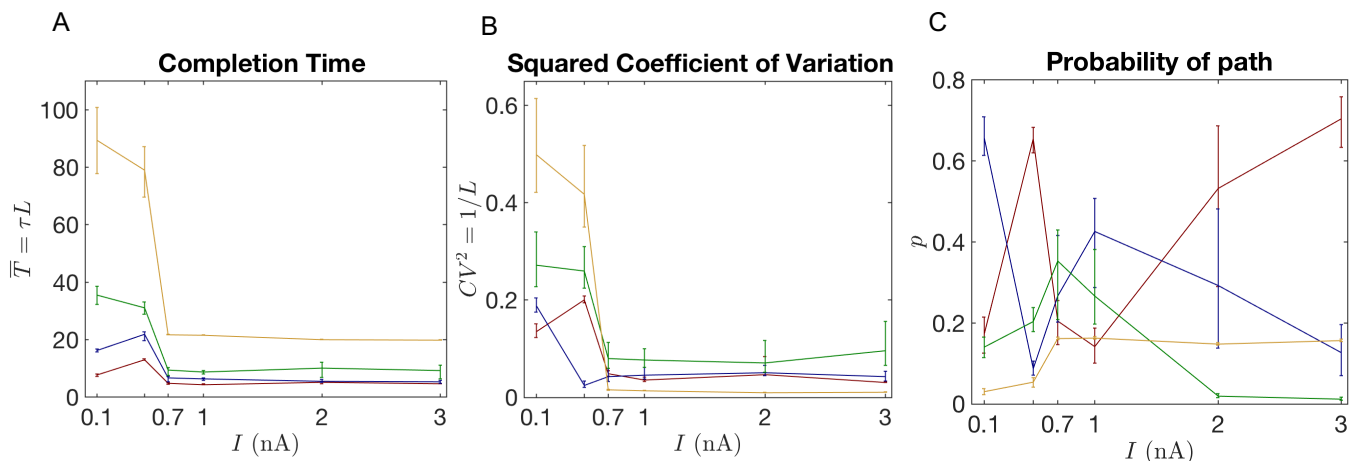 A
Completion Time
100
80
60
40
20
0
0.1
0.7
1
2
3
I (nA)
T̅ = τL
B
Squared Coefficient of Variation
0.6
0.4
0.2
0
0.1
0.7
1
2
3
I (nA)
CV² = 1/L
C
Probability of path
0.8
0.6
0.4
0.2
0
0.1
0.7
1
2
3
I (nA)
p